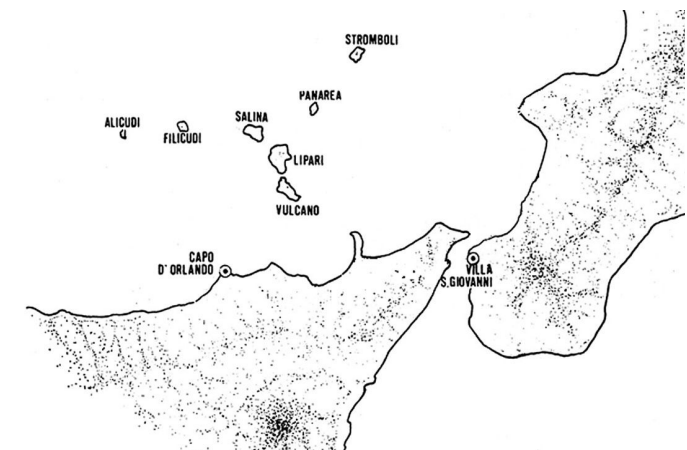 STROMBOLI
PANAREA
SALINA
ALICUDI
FILICUDI
LIPARI
VULCANO
CAPO
D'ORLANDO
VILLA
S.GIOVANNI